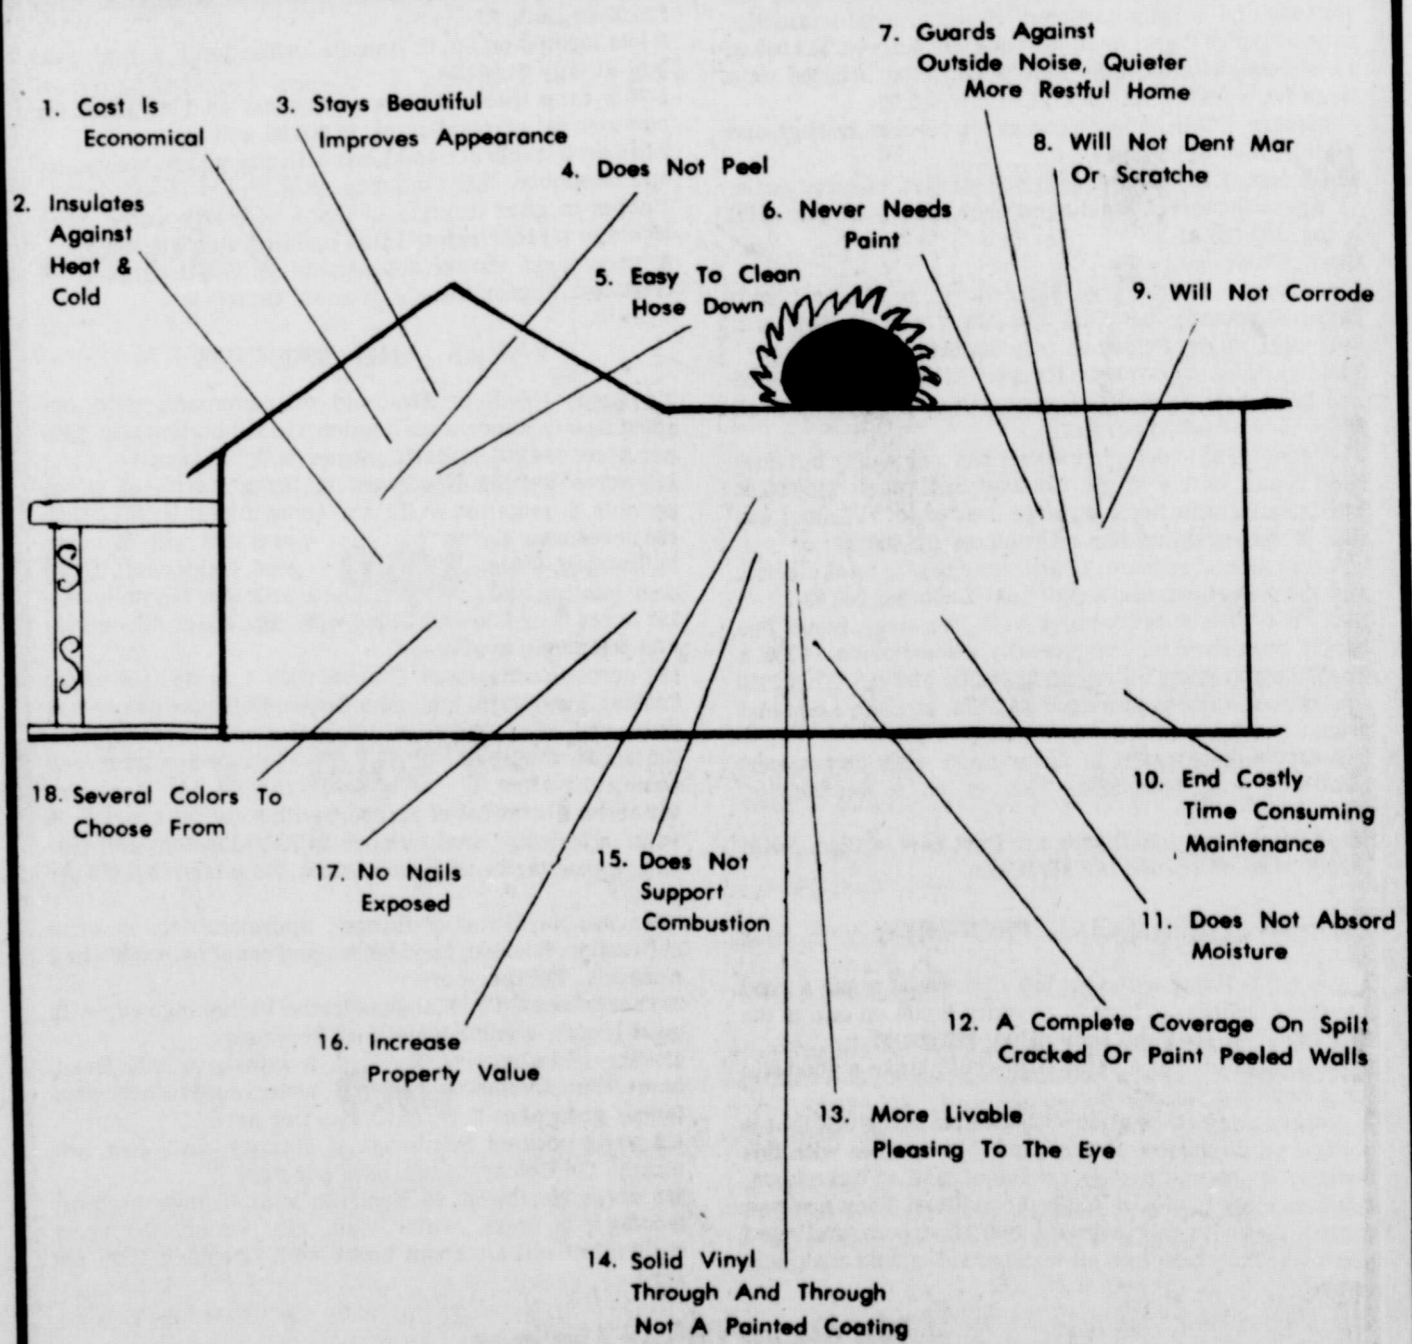 1. Cost Is
Economical
2. Insulates
Against
Heat &
Cold
3. Stays Beautiful
Improves Appearance
4. Does Not Peel
5. Easy To Clean
Hose Down
6. Never Needs
Paint
7. Guards Against
Outside Noise, Quieter
More Restful Home
8. Will Not Dent Mar
Or Scratche
9. Will Not Corrode
10. End Costly
Time Consuming
Maintenance
11. Does Not Absord
Moisture
12. A Complete Coverage On Spilt
Cracked Or Paint Peeled Walls
13. More Livable
Pleasing To The Eye
14. Solid Vinyl
Through And Through
Not A Painted Coating
15. Does Not
Support
Combustion
16. Increase
Property Value
17. No Nails
Exposed
18. Several Colors To
Choose From